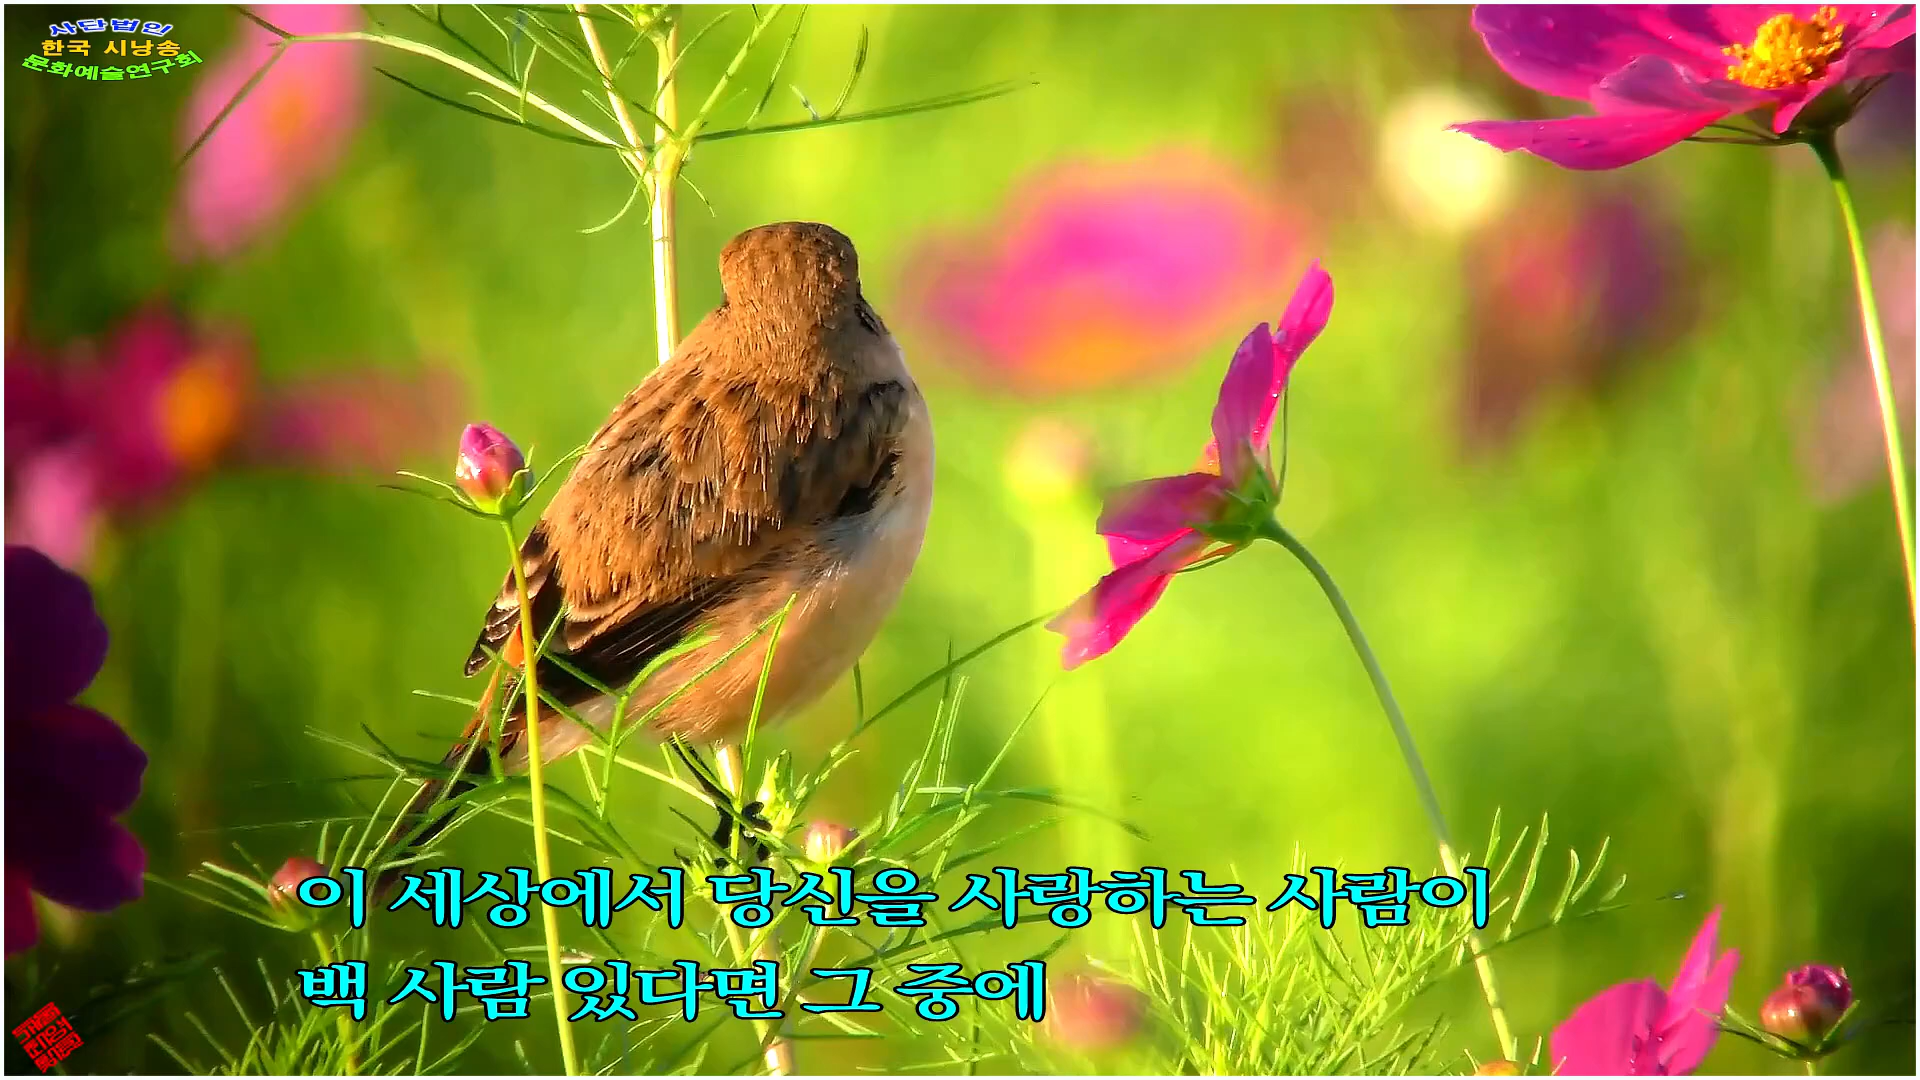 사단법인
한국 시낭송
문화예술연구회
이 세상에서 당신을 사랑하는 사람이
백 사람 있다면 그 중에